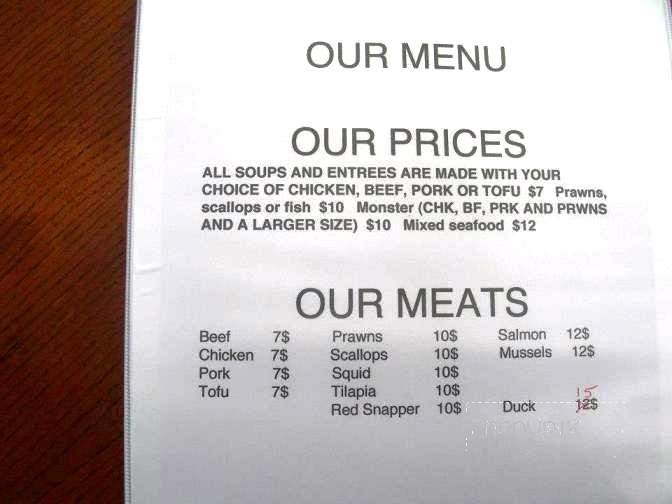 OUR MENU
OUR PRICES
ALL SOUPS AND ENTREES ARE MADE WITH YOUR
CHOICE OF CHICKEN, BEEF, PORK OR TOFU $7 Prawns,
scallops or fish $10 Monster (CHK, BF, PRK AND PRWNS
AND A LARGER SIZE) $10 Mixed seafood $12
OUR MEATS
Beef 7$ Prawns 10$ Salmon 12$
Chicken 7$ Scallops 10$ Mussels 12$
Pork 7$ Squid 10$
Tofu 7$ Tilapia 10$ 15
Red Snapper 10$ Duck 12$